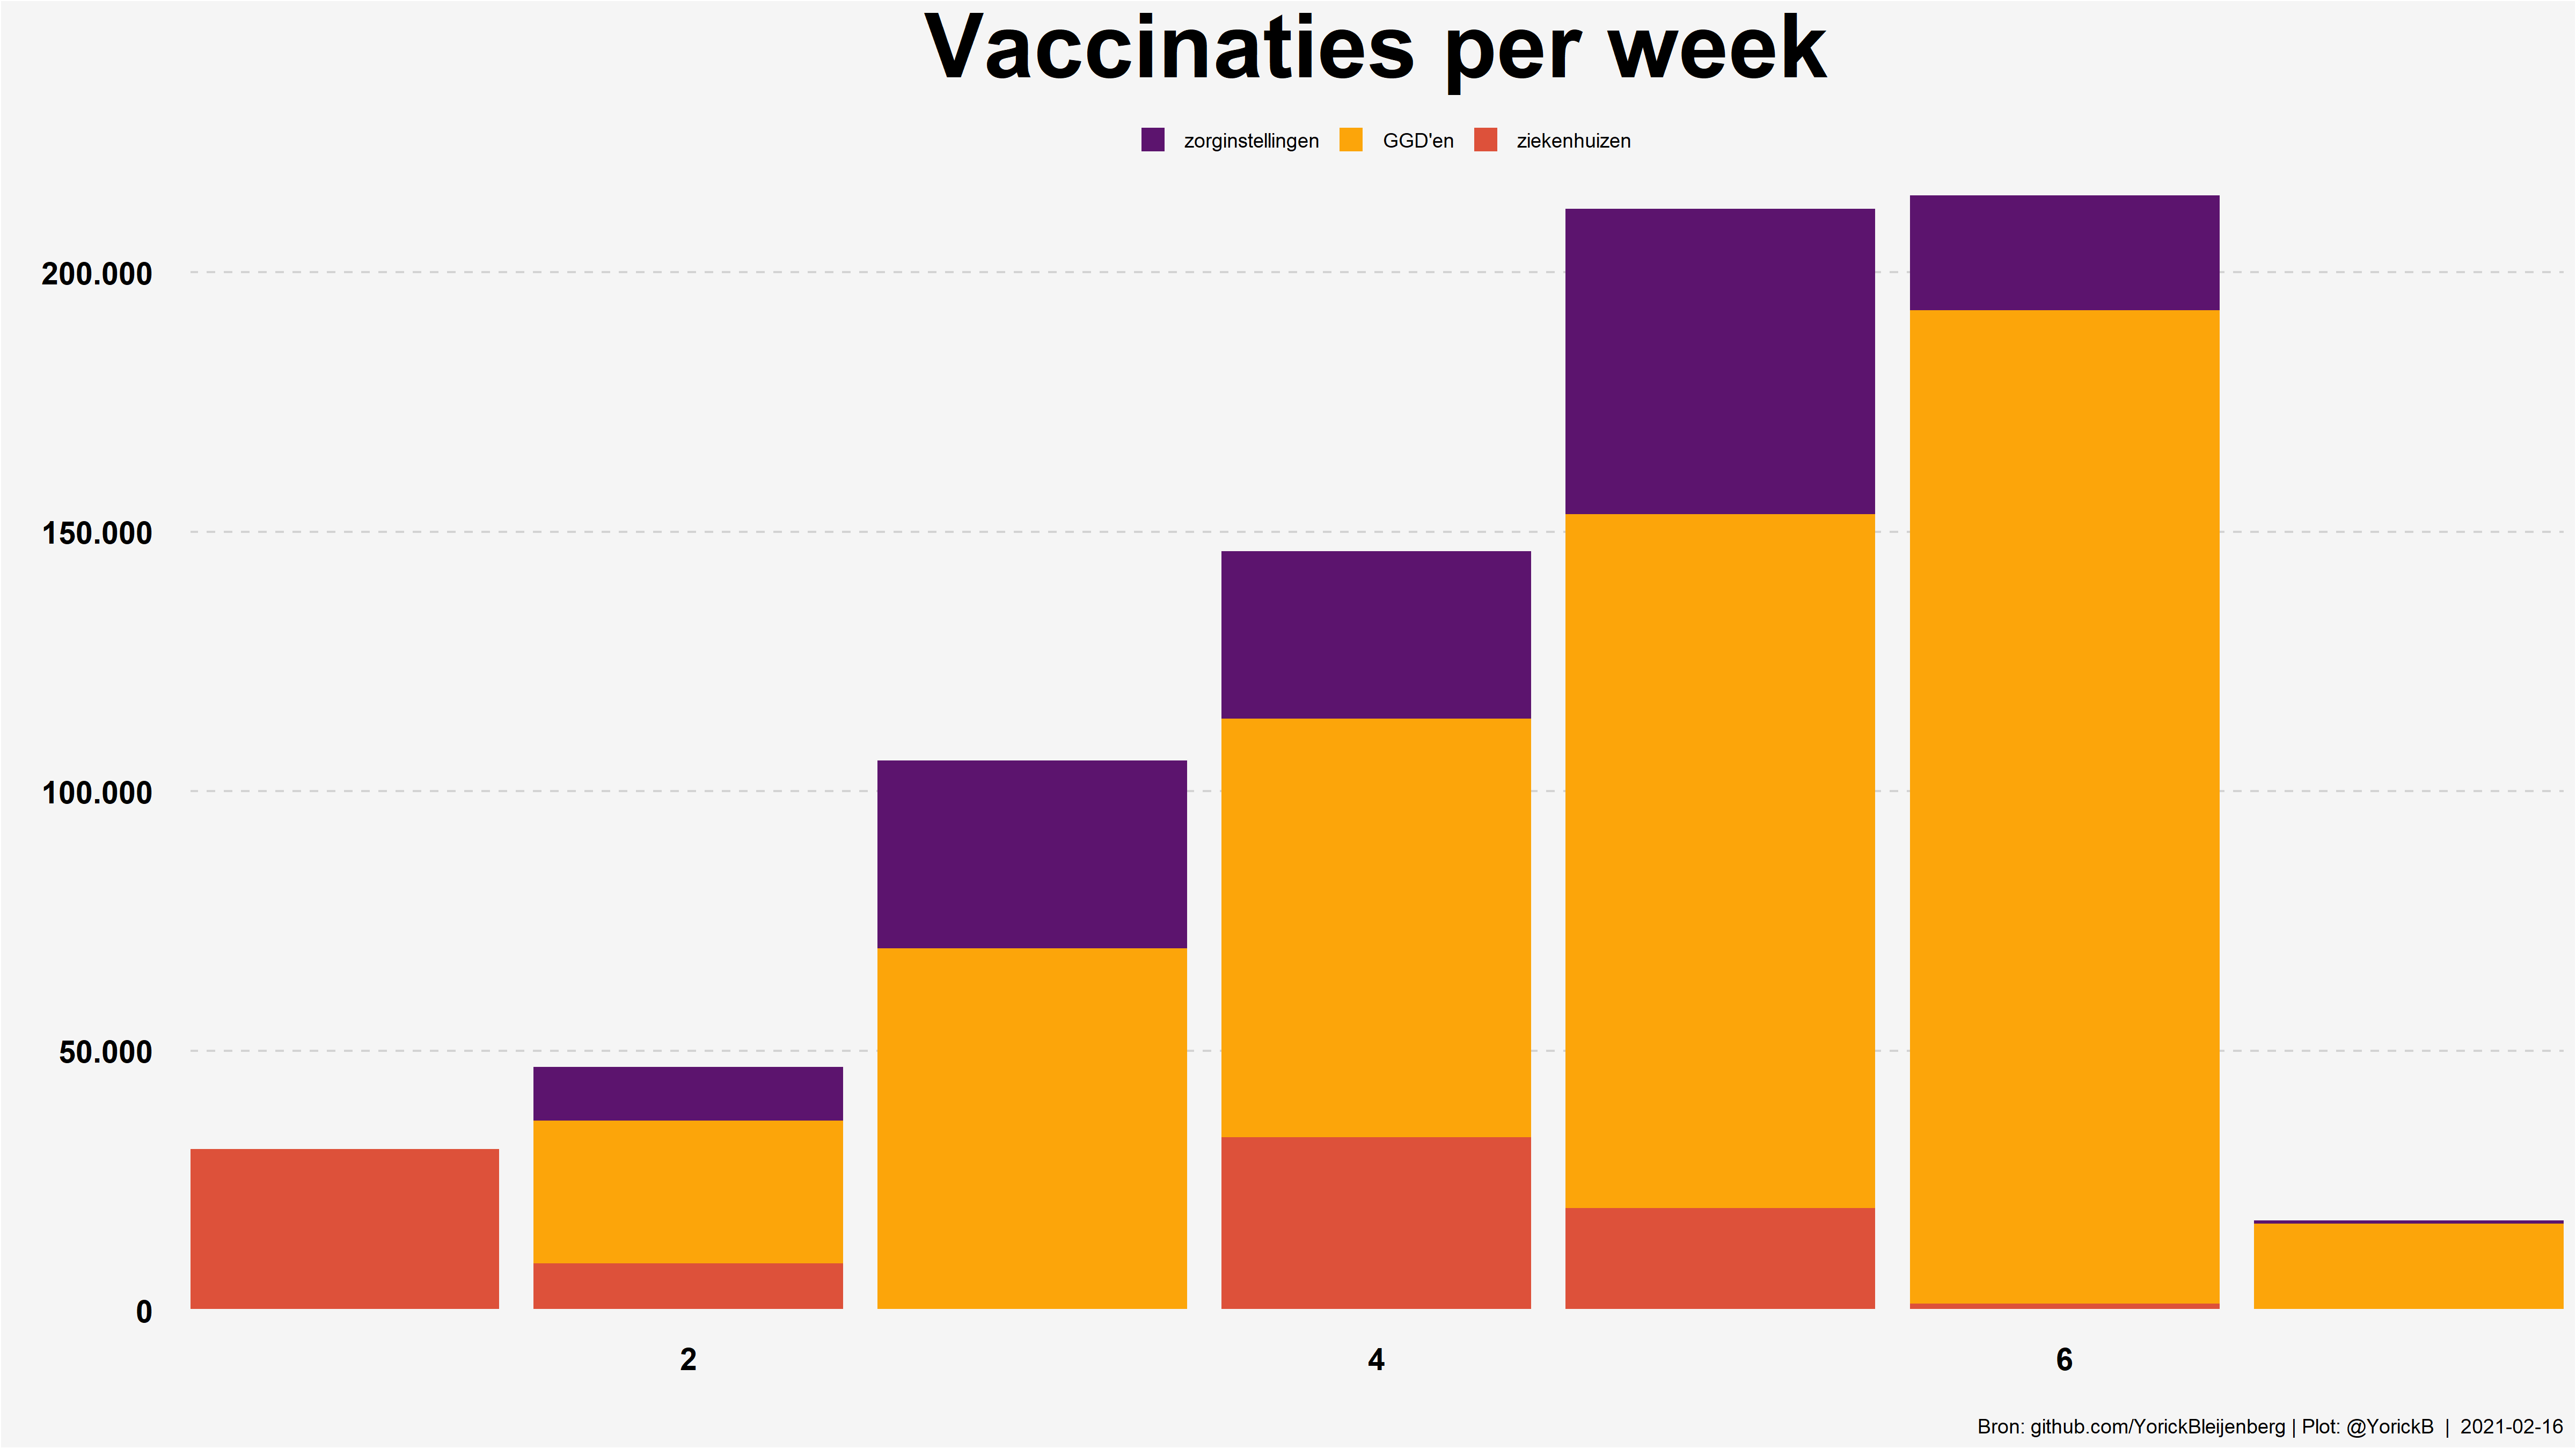 Vaccinaties per week
zorginstellingen GGD'en ziekenhuizen
200.000
150.000
100.000
50.000
0
2 4 6
Bron: github.com/YorickBleijenberg | Plot: @YorickB | 2021-02-16